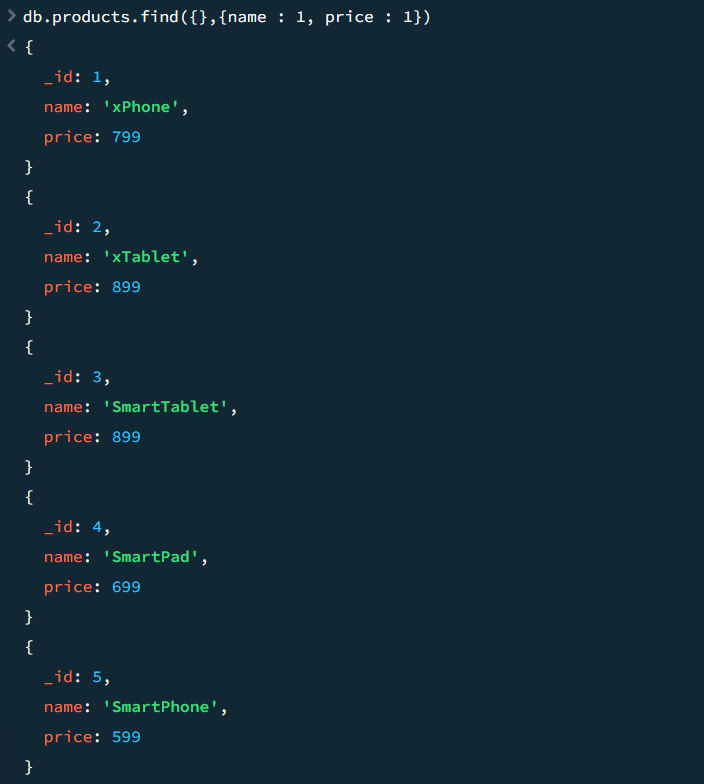 > db.products.find({},{name : 1, price : 1})
< {
_id: 1,
name: 'xPhone',
price: 799
}
{
_id: 2,
name: 'xTablet',
price: 899
}
{
_id: 3,
name: 'SmartTablet',
price: 899
}
{
_id: 4,
name: 'SmartPad',
price: 699
}
{
_id: 5,
name: 'SmartPhone',
price: 599
}